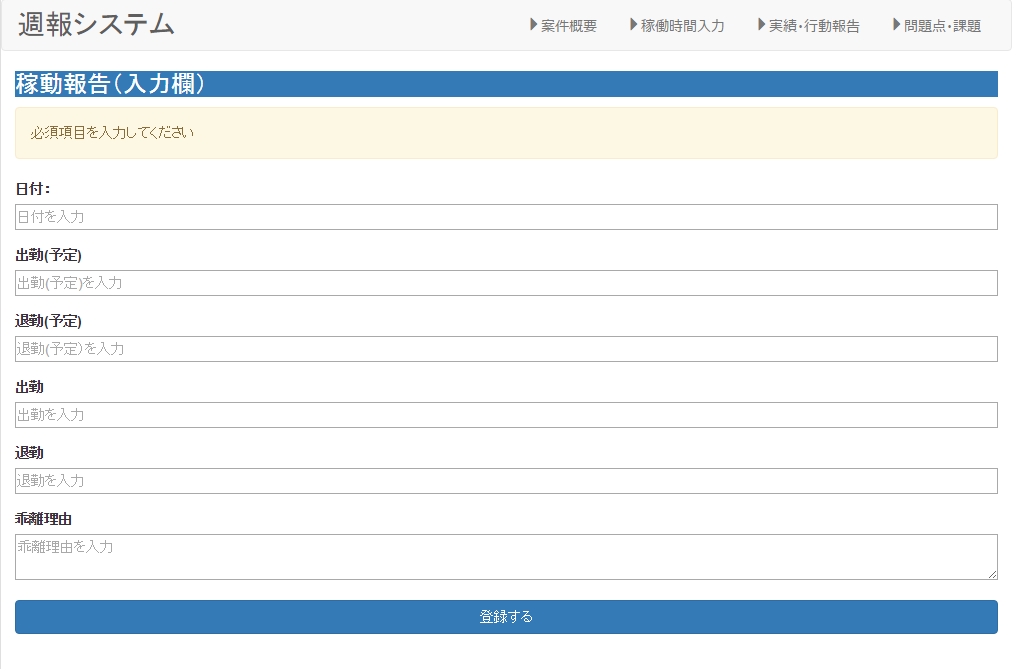 週報システム
案件概要 稼働時間入力 実績・行動報告 問題点・課題
稼動報告（入力欄）
必須項目を入力してください
日付：
日付を入力
出勤(予定)
出勤(予定)を入力
退勤(予定)
退勤(予定）を入力
出勤
出勤を入力
退勤
退勤を入力
乖離理由
乖離理由を入力
登録する